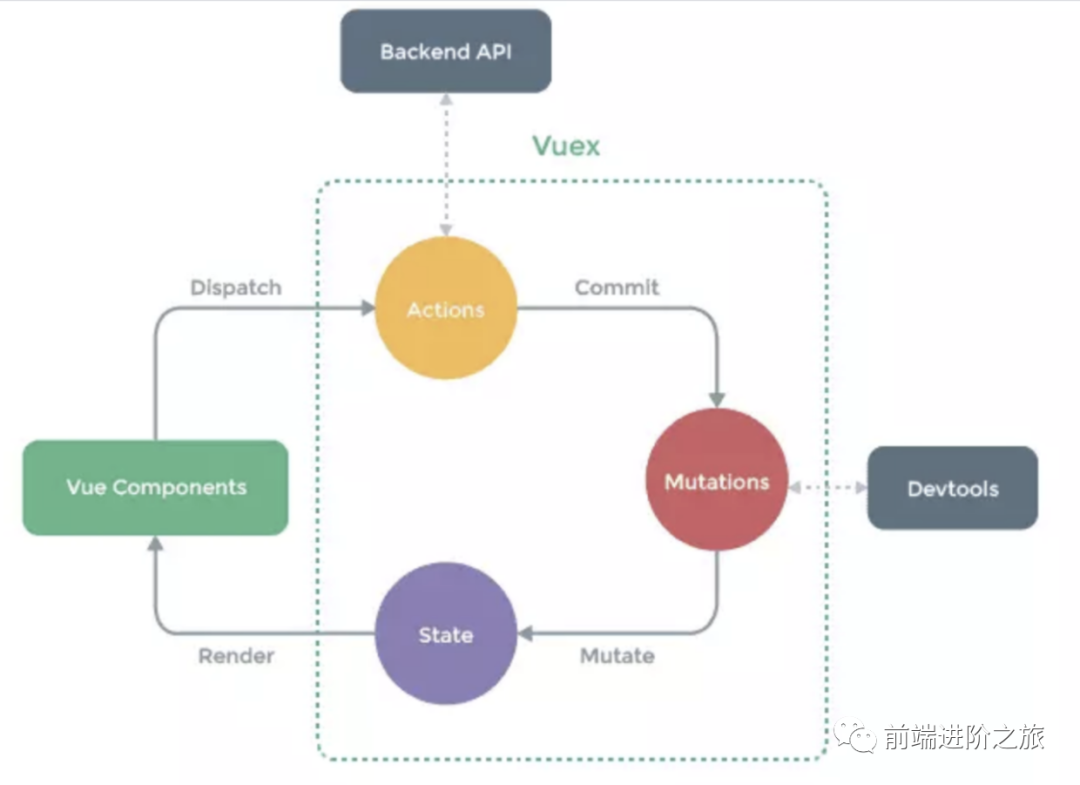 Backend API
Vuex
Dispatch
Actions
Commit
Vue Components
Mutations
Devtools
State
Render
Mutate
前端进阶之旅